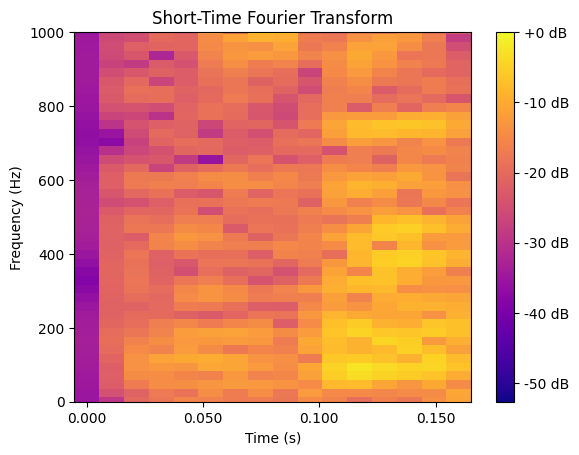 Short-Time Fourier Transform
1000
800
600
400
200
0
Frequency (Hz)
0.000
0.050
0.100
0.150
Time (s)
+0 dB
-10 dB
-20 dB
-30 dB
-40 dB
-50 dB